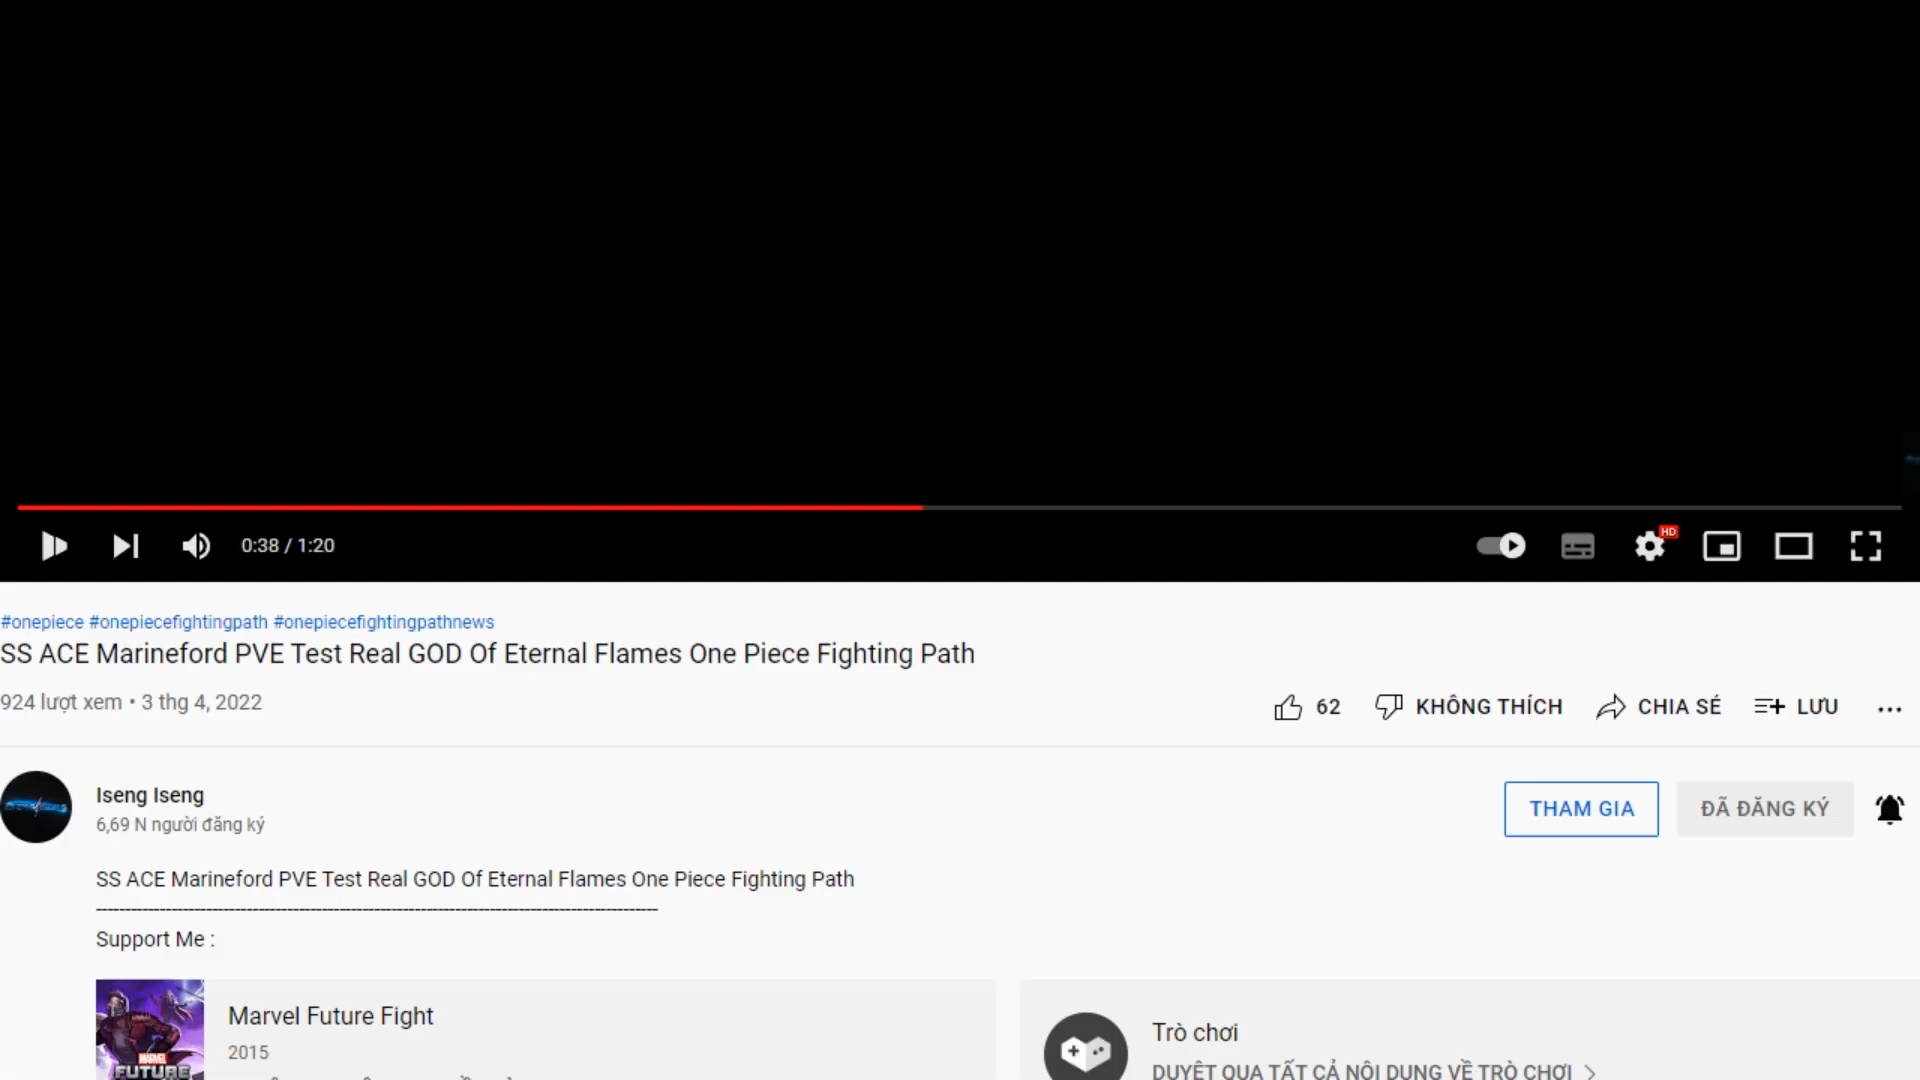 0:38 / 1:20
HD
#onepiece #onepiecefightingpath #onepiecefightingpathnews
SS ACE Marineford PVE Test Real GOD Of Eternal Flames One Piece Fighting Path
924 lượt xem • 3 thg 4, 2022
62 KHÔNG THÍCH CHIA SẺ LƯU
Iseng Iseng
6,69 N người đăng ký
THAM GIA ĐÃ ĐĂNG KÝ
SS ACE Marineford PVE Test Real GOD Of Eternal Flames One Piece Fighting Path
Support Me :
Marvel Future Fight
2015
MARVEL
FUTURE
Trò chơi
DUYỆT QUA TẤT CẢ NỘI DUNG VỀ TRÒ CHƠI